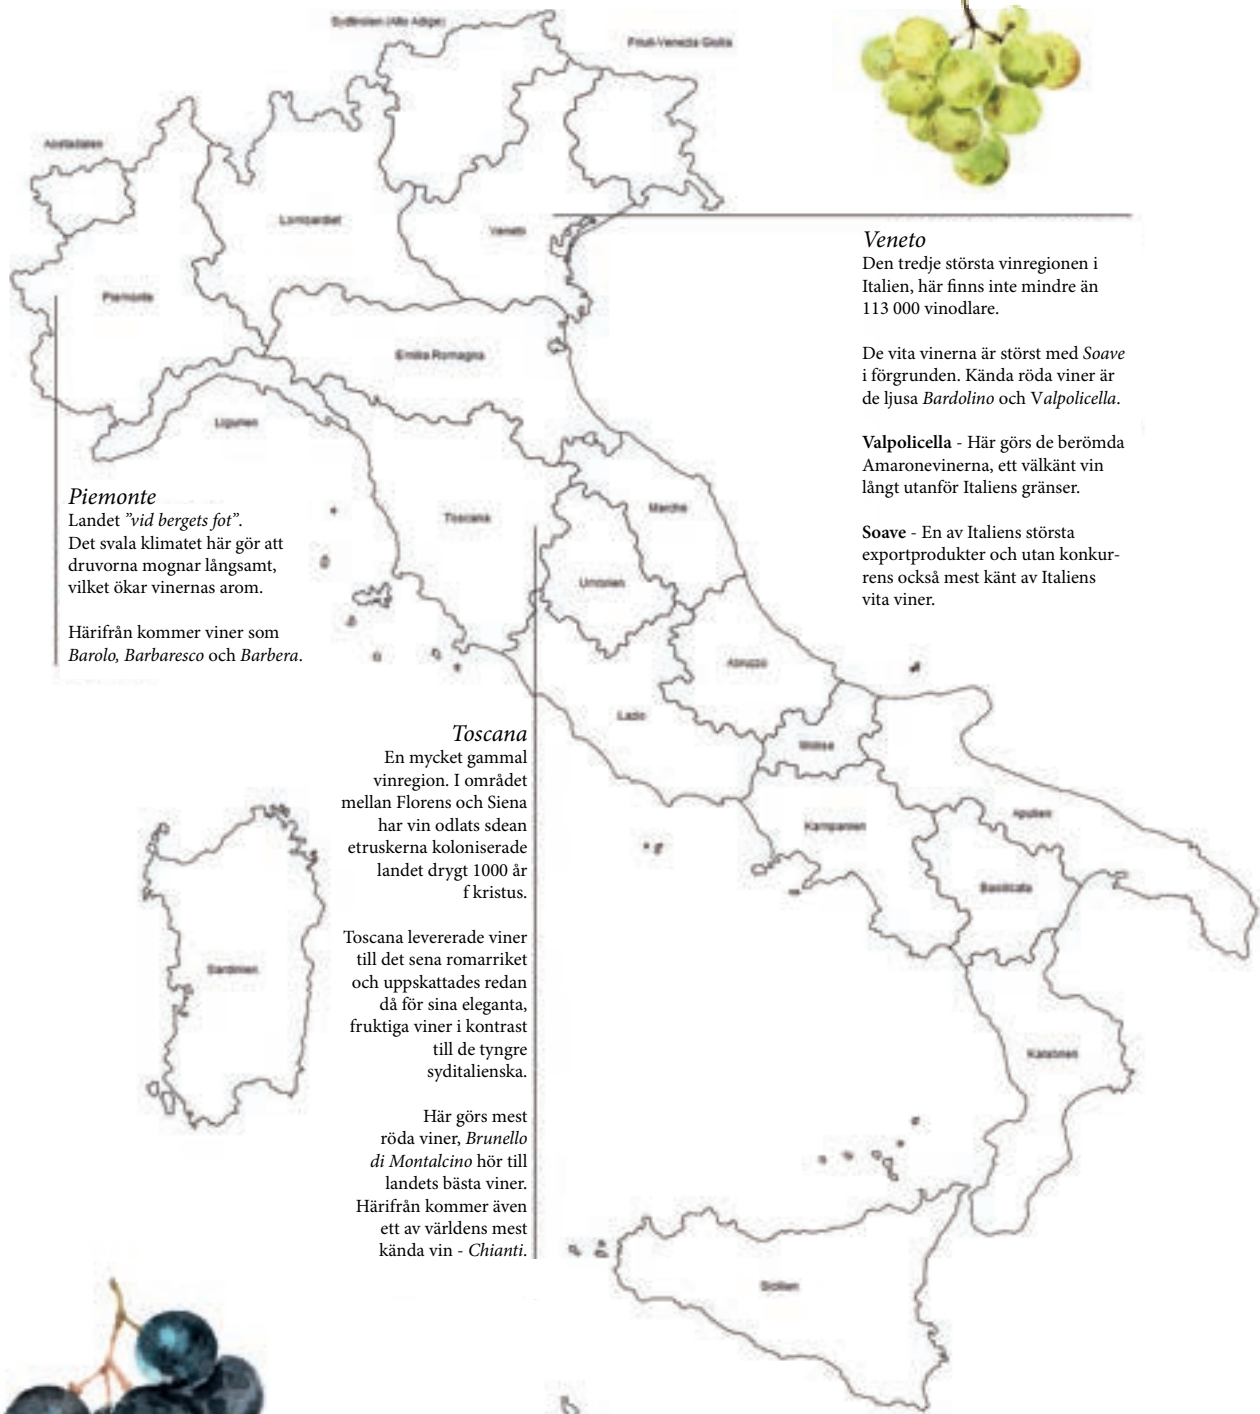 Sydtirolen (Alto Adige)
Friuli-Venezia Giulia
Aostadalen
Lombardiet
Veneto
Piemonte
Emilia Romagna
Ligurien
Toscana
Marche
Umbrien
Abruzzo
Lazio
Molise
Kampanien
Apulien
Basilicata
Sardinien
Kalabrien
Sicilien
Veneto
Den tredje största vinregionen i
Italien, här finns inte mindre än
113 000 vinodlare.
De vita vinerna är störst med Soave
i förgrunden. Kända röda viner är
de ljusa Bardolino och Valpolicella.
Valpolicella - Här görs de berömda
Amaronevinerna, ett välkänt vin
långt utanför Italiens gränser.
Soave - En av Italiens största
exportprodukter och utan konkur-
rens också mest känt av Italiens
vita viner.
Piemonte
Landet ”vid bergets fot”.
Det svala klimatet här gör att
druvorna mognar långsamt,
vilket ökar vinernas arom.
Härifrån kommer viner som
Barolo, Barbaresco och Barbera.
Toscana
En mycket gammal
vinregion. I området
mellan Florens och Siena
har vin odlats sdean
etruskerna koloniserade
landet drygt 1000 år
f kristus.
Toscana levererade viner
till det sena romarriket
och uppskattades redan
då för sina eleganta,
fruktiga viner i kontrast
till de tyngre
syditalienska.
Här görs mest
röda viner, Brunello
di Montalcino hör till
landets bästa viner.
Härifrån kommer även
ett av världens mest
kända vin - Chianti.